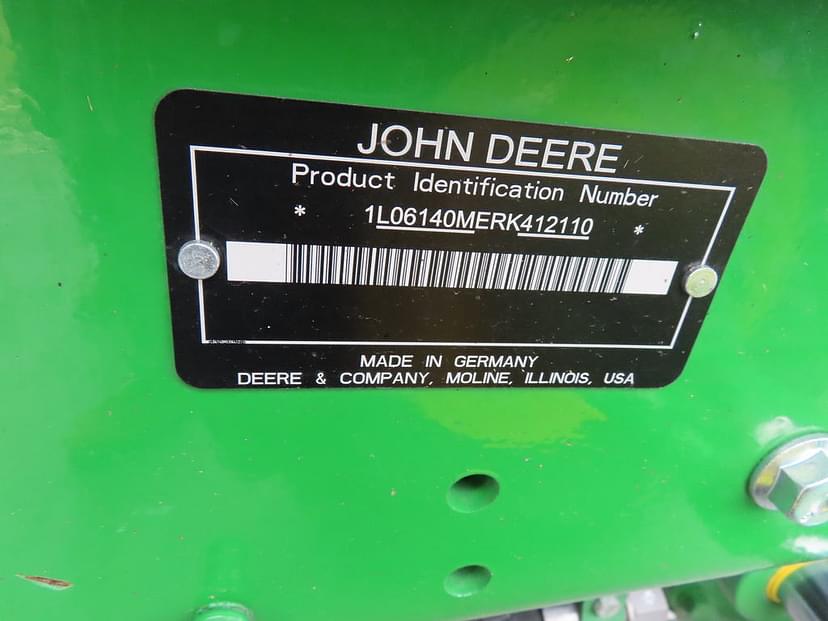 JOHN DEERE
Product Identification Number
* 1L06140MERK412110 *
MADE IN GERMANY
DEERE & COMPANY, MOLINE, ILLINOIS, USA